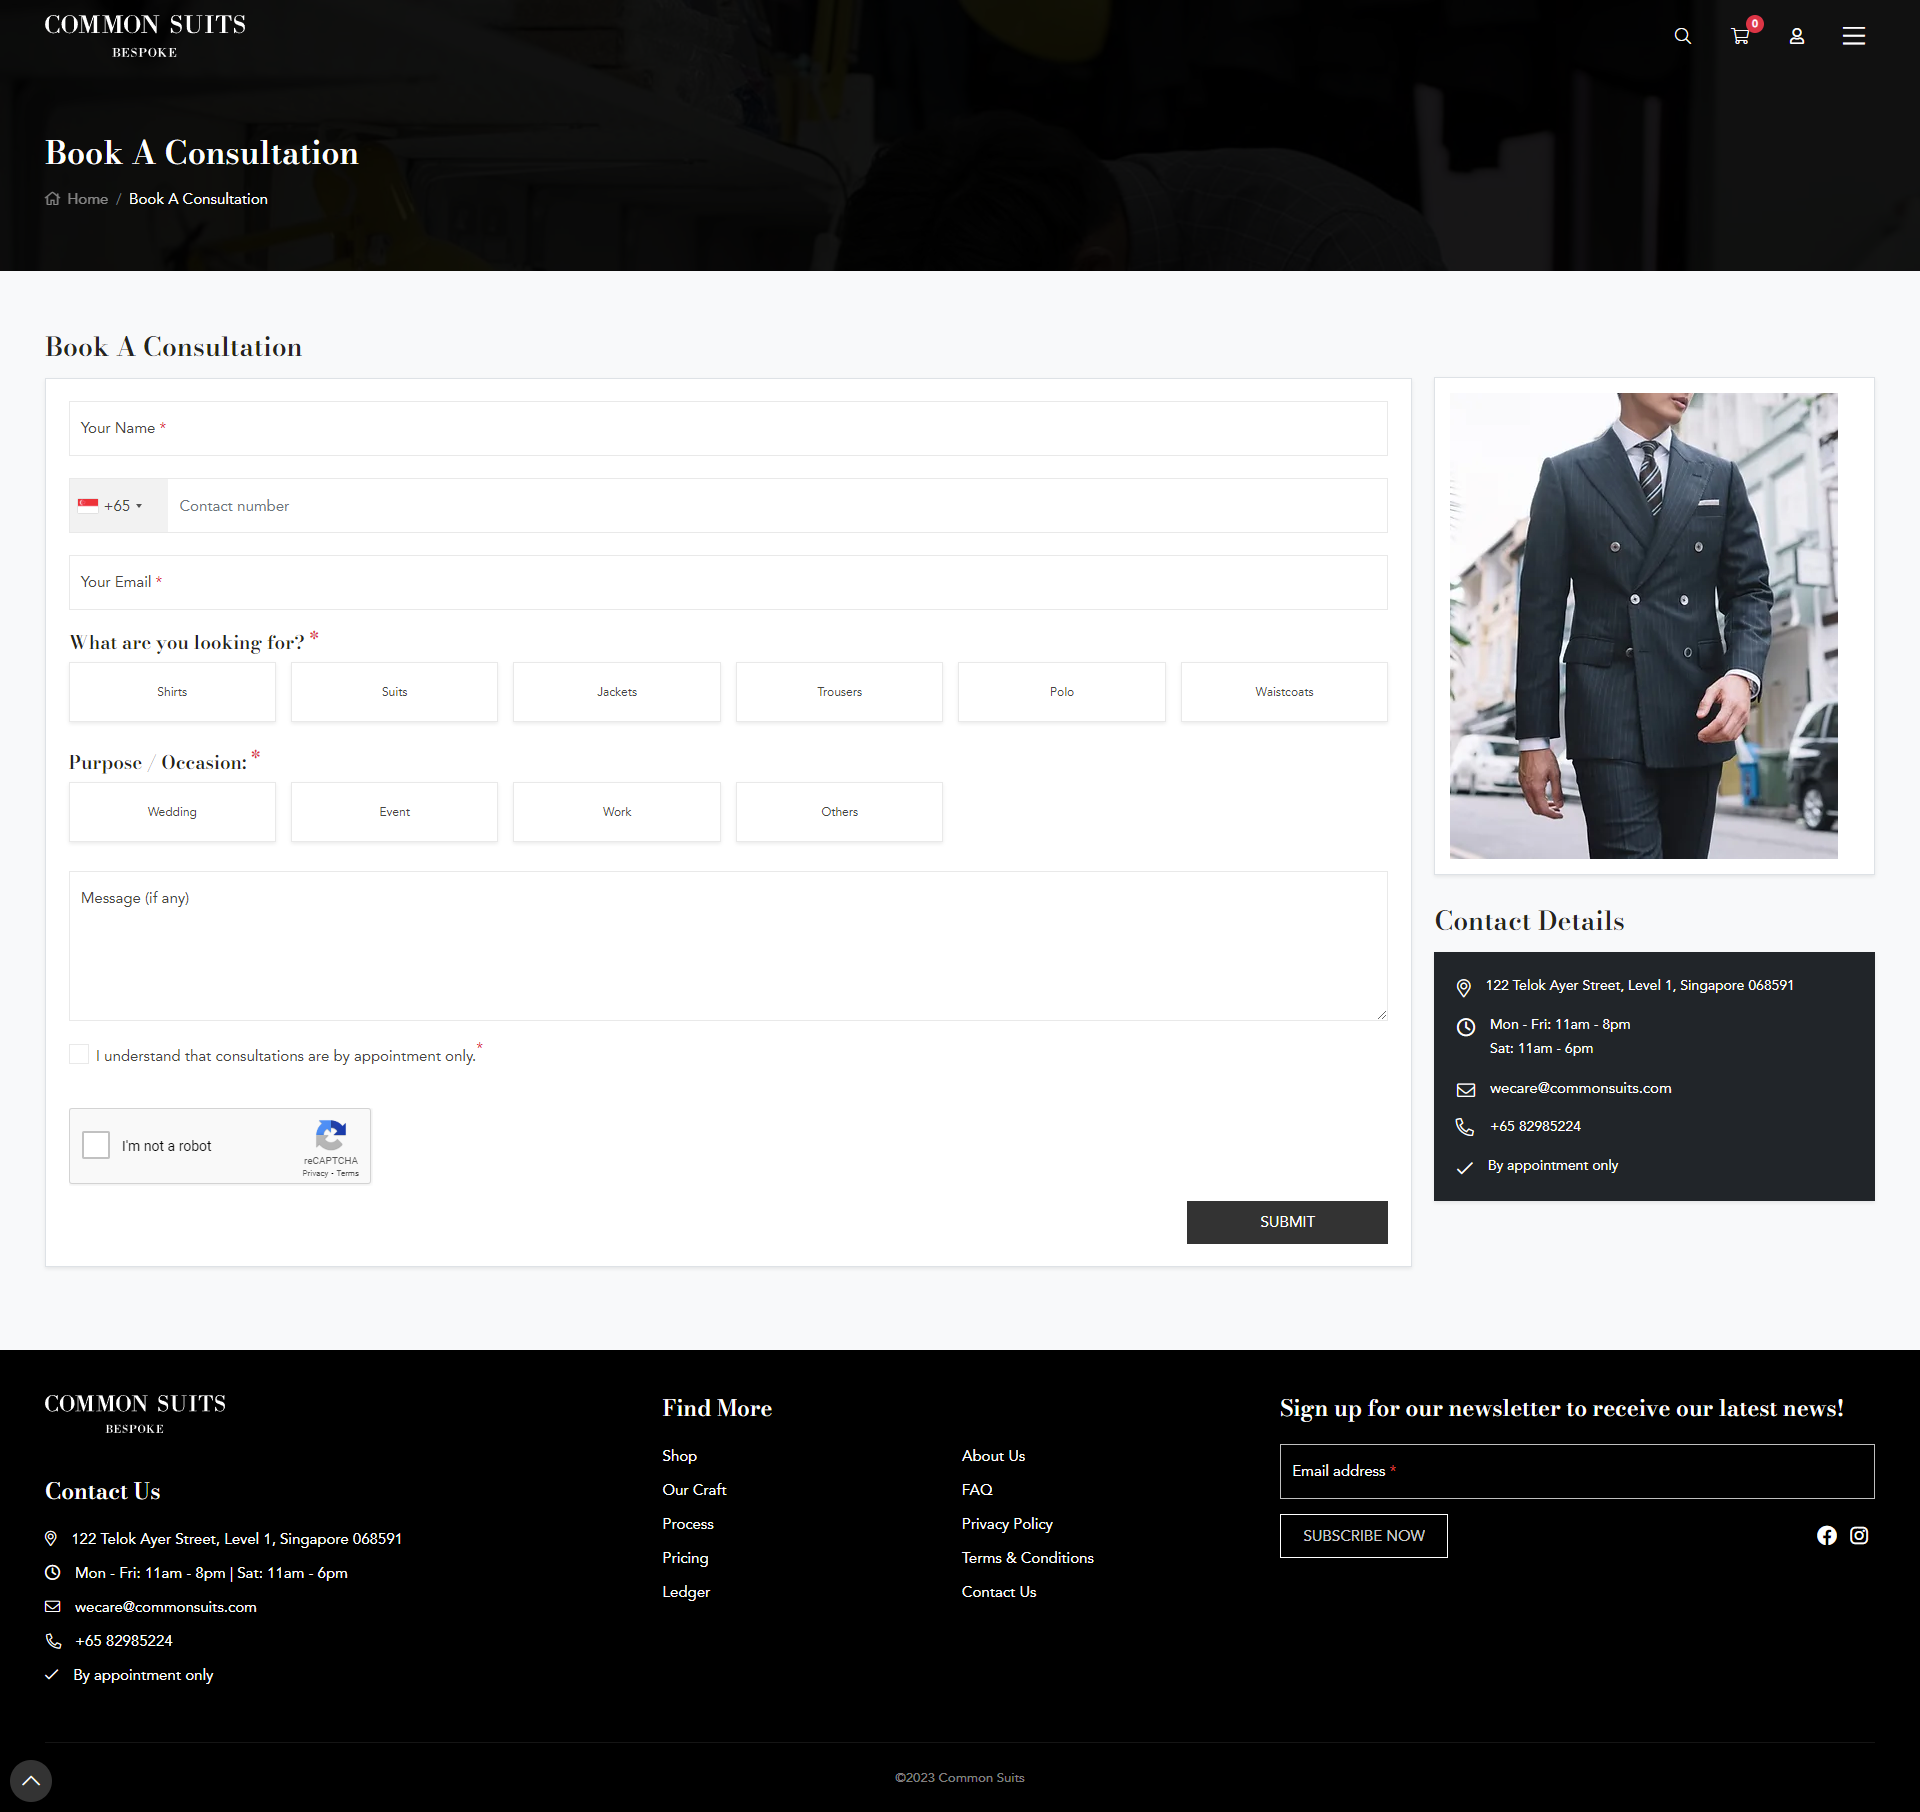 COMMON SUITS
BESPOKE
0
Book A Consultation
Home / Book A Consultation
Book A Consultation
Your Name *
+65 Contact number
Your Email *
What are you looking for? *
Shirts Suits Jackets Trousers Polo Waistcoats
Purpose / Occasion: *
Wedding Event Work Others
Message (if any)
I understand that consultations are by appointment only.*
I'm not a robot
reCAPTCHA
Privacy - Terms
SUBMIT
Contact Details
122 Telok Ayer Street, Level 1, Singapore 068591
Mon - Fri: 11am - 8pm
Sat: 11am - 6pm
wecare@commonsuits.com
+65 82985224
By appointment only
COMMON SUITS
BESPOKE
Contact Us
122 Telok Ayer Street, Level 1, Singapore 068591
Mon - Fri: 11am - 8pm | Sat: 11am - 6pm
wecare@commonsuits.com
+65 82985224
By appointment only
Find More
Shop
Our Craft
Process
Pricing
Ledger
About Us
FAQ
Privacy Policy
Terms & Conditions
Contact Us
Sign up for our newsletter to receive our latest news!
Email address *
SUBSCRIBE NOW
©2023 Common Suits